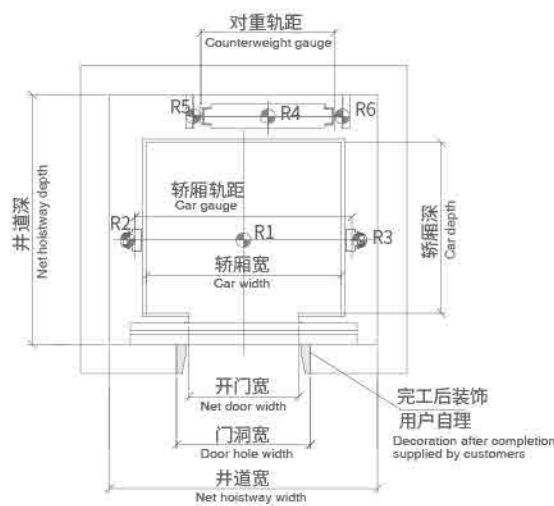 对重轨距
Counterweight gauge
R5
R4
R6
井道深
Net hoistway depth
轿厢轨距
Car gauge
R2
R1
R3
轿厢深
Car depth
轿厢宽
Car width
开门宽
Net door width
完工后装饰
用户自理
Decoration after completion
supplied by customers
门洞宽
Door hole width
井道宽
Net hoistway width